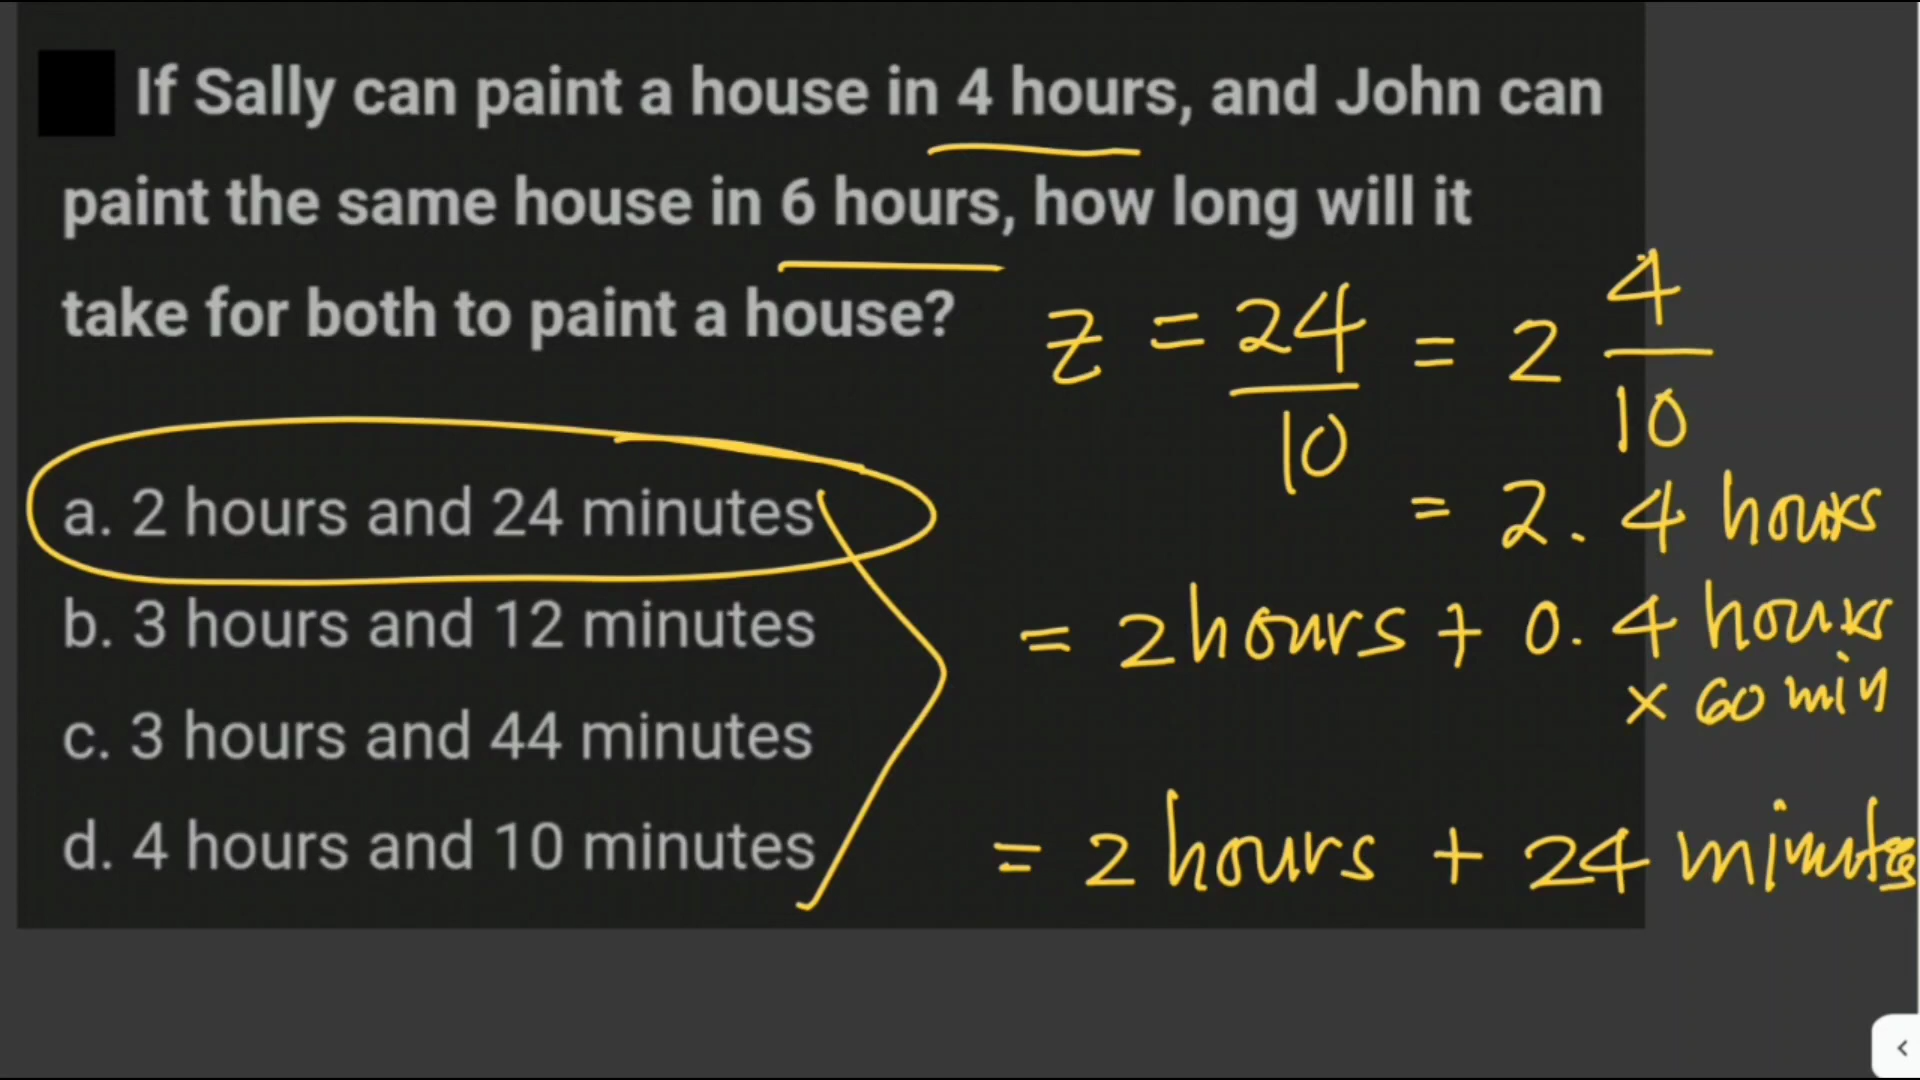 If Sally can paint a house in 4 hours, and John can
paint the same house in 6 hours, how long will it
take for both to paint a house?
a. 2 hours and 24 minutes
b. 3 hours and 12 minutes
c. 3 hours and 44 minutes
d. 4 hours and 10 minutes
z = 24/10 = 2 4/10
= 2.4 hours
= 2 hours + 0.4 hours
× 60 min
= 2 hours + 24 minutes